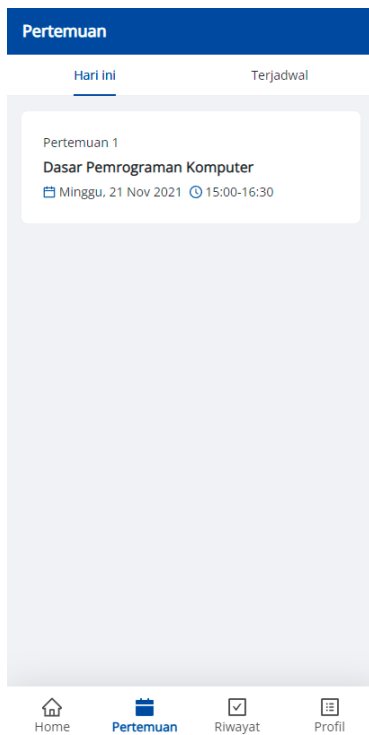 Pertemuan
Hari ini Terjadwal
Pertemuan 1
Dasar Pemrograman Komputer
Minggu, 21 Nov 2021 15:00-16:30
Home Pertemuan Riwayat Profil